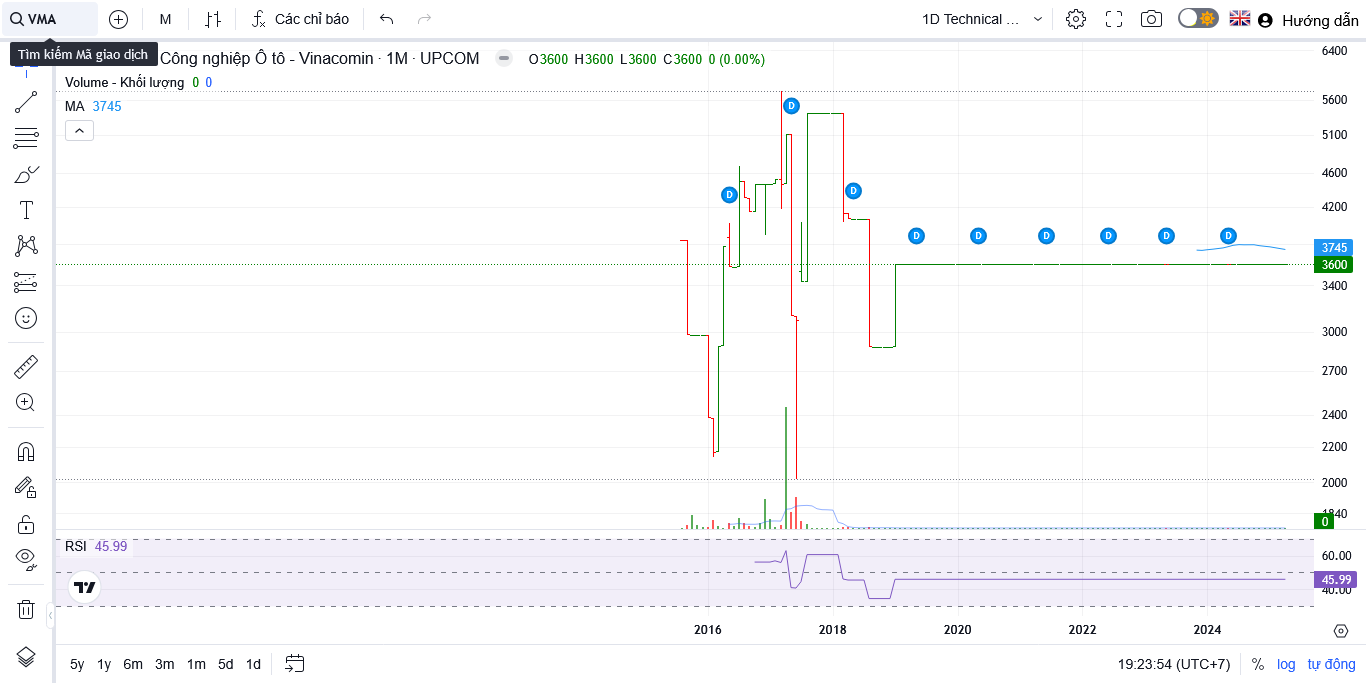 VMA
M
Các chỉ báo
1D Technical ...
Hướng dẫn
Tìm kiếm Mã giao dịch
Công nghiệp Ô tô - Vinacomin · 1M · UPCOM
O3600 H3600 L3600 C3600 0 (0.00%)
Volume - Khối lượng 0 0
MA 3745
D
D
D
D
D
D
D
D
D
6400
5600
5100
4600
4200
3745
3600
3400
3000
2700
2400
2200
2000
0
RSI 45.99
60.00
45.99
40.00
2016 2018 2020 2022 2024
5y 1y 6m 3m 1m 5d 1d
19:23:54 (UTC+7) % log tự động